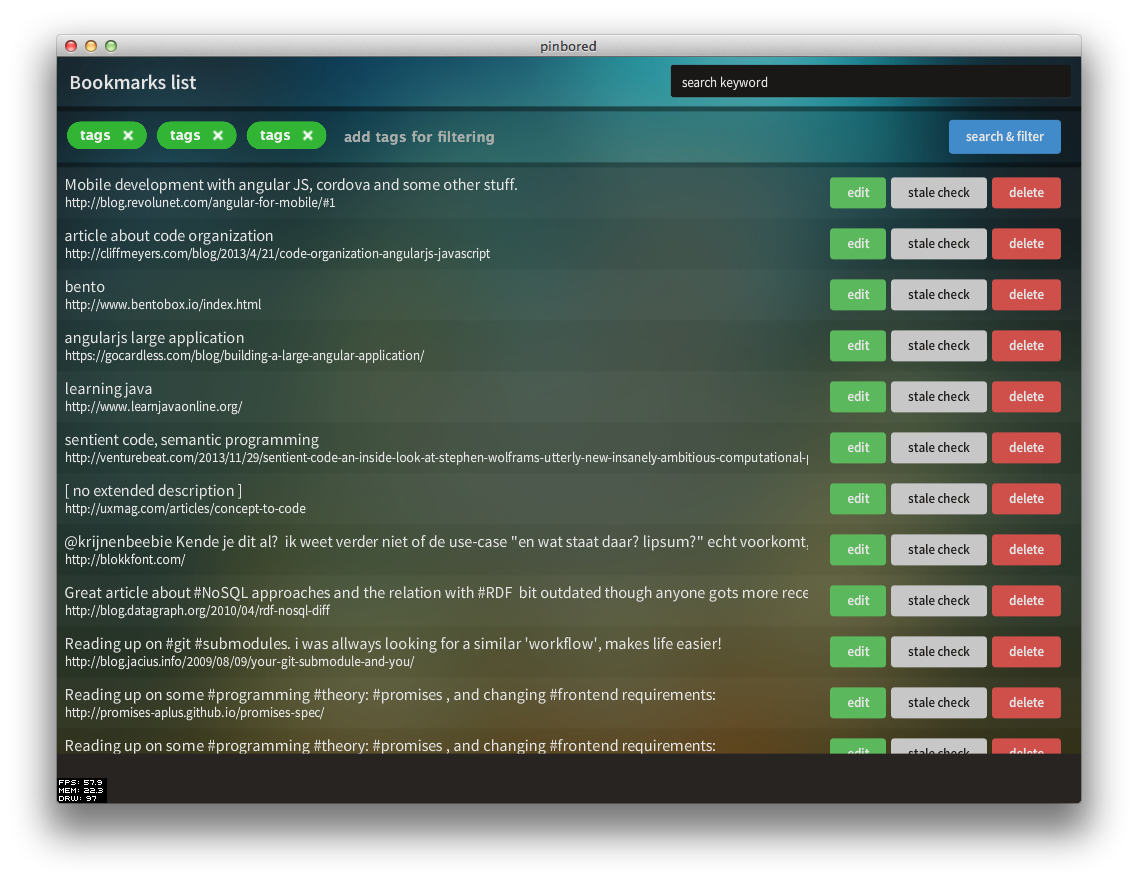 pinbored
Bookmarks list
search keyword
tags × tags × tags × add tags for filtering search & filter
Mobile development with angular JS, cordova and some other stuff.
http://blog.revolunet.com/angular-for-mobile/#1
edit stale check delete
article about code organization
http://cliffmeyers.com/blog/2013/4/21/code-organization-angularjs-javascript
edit stale check delete
bento
http://www.bentobox.io/index.html
edit stale check delete
angularjs large application
https://gocardless.com/blog/building-a-large-angular-application/
edit stale check delete
learning java
http://www.learnjavaonline.org/
edit stale check delete
sentient code, semantic programming
http://venturebeat.com/2013/11/29/sentient-code-an-inside-look-at-stephen-wolframs-utterly-new-insanely-ambitious-computational-p
edit stale check delete
[ no extended description ]
http://uxmag.com/articles/concept-to-code
edit stale check delete
@krijnenbeebie Kende je dit al?  ik weet verder niet of de use-case "en wat staat daar? lipsum?" echt voorkomt,
http://blokkfont.com/
edit stale check delete
Great article about #NoSQL approaches and the relation with #RDF  bit outdated though anyone gots more rece
http://blog.datagraph.org/2010/04/rdf-nosql-diff
edit stale check delete
Reading up on #git #submodules. i was allways looking for a similar 'workflow', makes life easier!
http://blog.jacius.info/2009/08/09/your-git-submodule-and-you/
edit stale check delete
Reading up on some #programming #theory: #promises , and changing #frontend requirements:
http://promises-aplus.github.io/promises-spec/
edit stale check delete
Reading up on some #programming #theory: #promises , and changing #frontend requirements:
edit stale check delete
FPS: 57.9
MEM: 22.3
DRW: 97